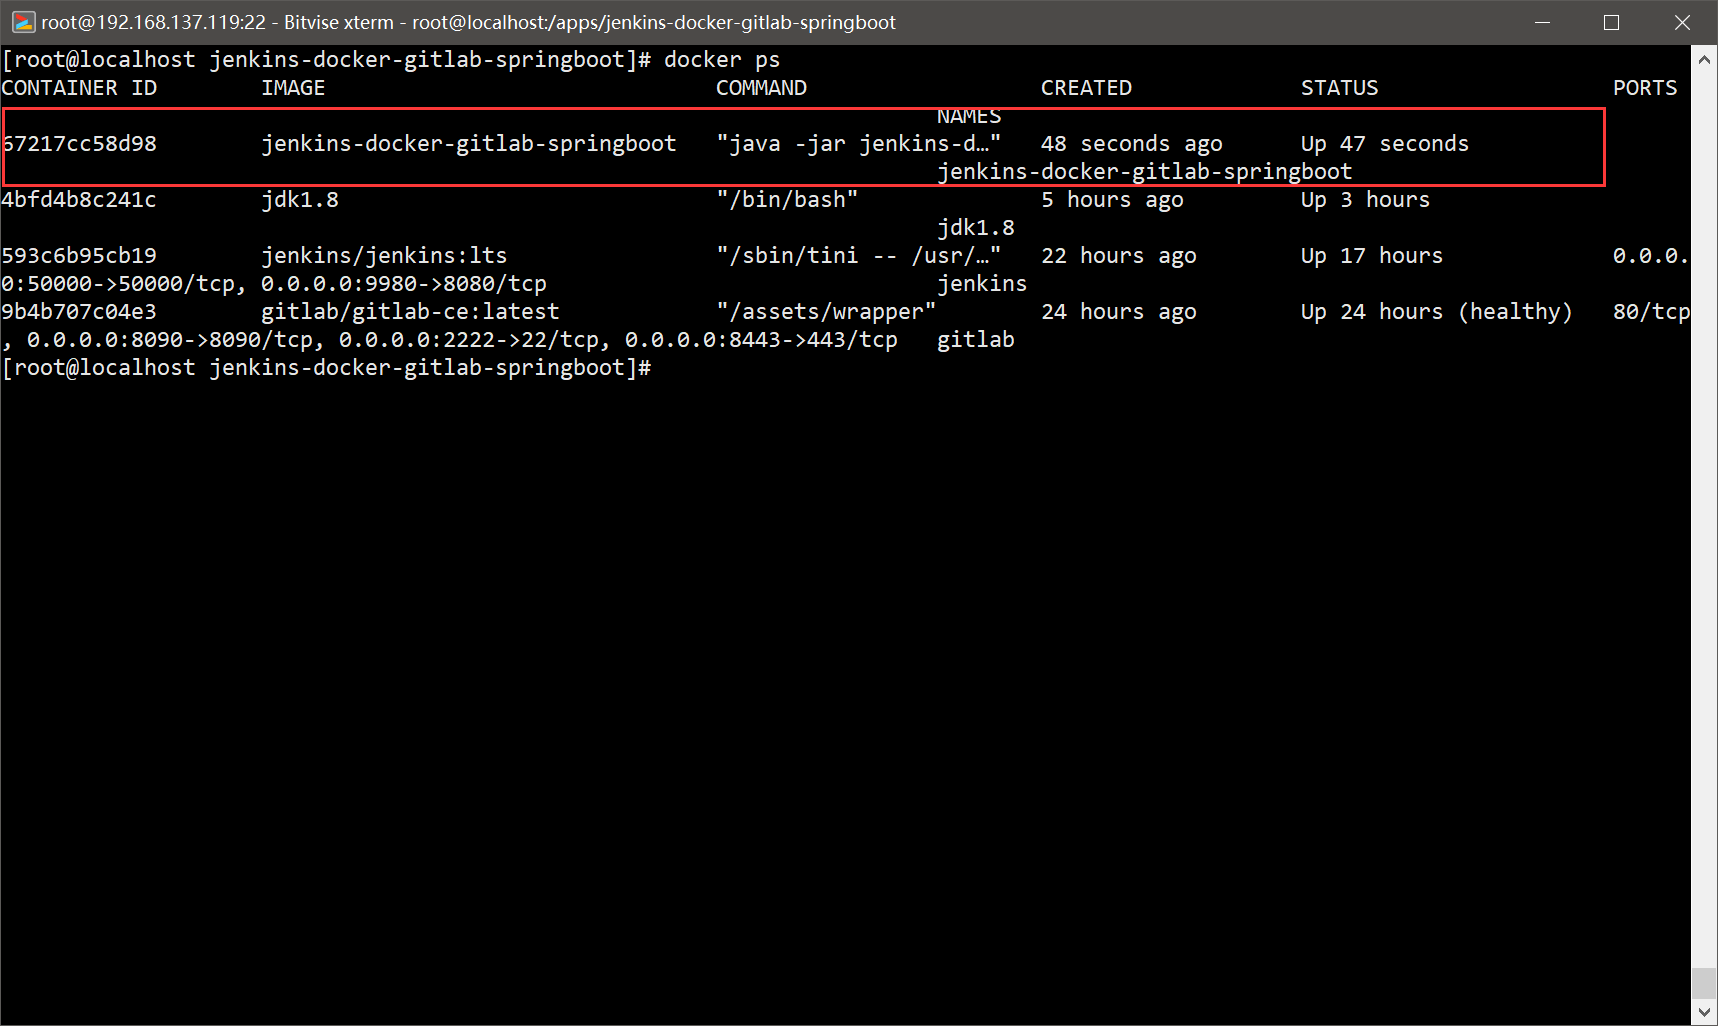 root@192.168.137.119:22 - Bitvise xterm - root@localhost:/apps/jenkins-docker-gitlab-springboot
[root@localhost jenkins-docker-gitlab-springboot]# docker ps
CONTAINER ID        IMAGE                              COMMAND                  CREATED             STATUS                  PORTS
NAMES
67217cc58d98        jenkins-docker-gitlab-springboot   "java -jar jenkins-d…"   48 seconds ago      Up 47 seconds
jenkins-docker-gitlab-springboot
4bfd4b8c241c        jdk1.8                             "/bin/bash"              5 hours ago         Up 3 hours
jdk1.8
593c6b95cb19        jenkins/jenkins:lts                "/sbin/tini -- /usr/…"   22 hours ago        Up 17 hours             0.0.0.
0:50000->50000/tcp, 0.0.0.0:9980->8080/tcp                              jenkins
9b4b707c04e3        gitlab/gitlab-ce:latest            "/assets/wrapper"        24 hours ago        Up 24 hours (healthy)   80/tcp
, 0.0.0.0:8090->8090/tcp, 0.0.0.0:2222->22/tcp, 0.0.0.0:8443->443/tcp   gitlab
[root@localhost jenkins-docker-gitlab-springboot]#